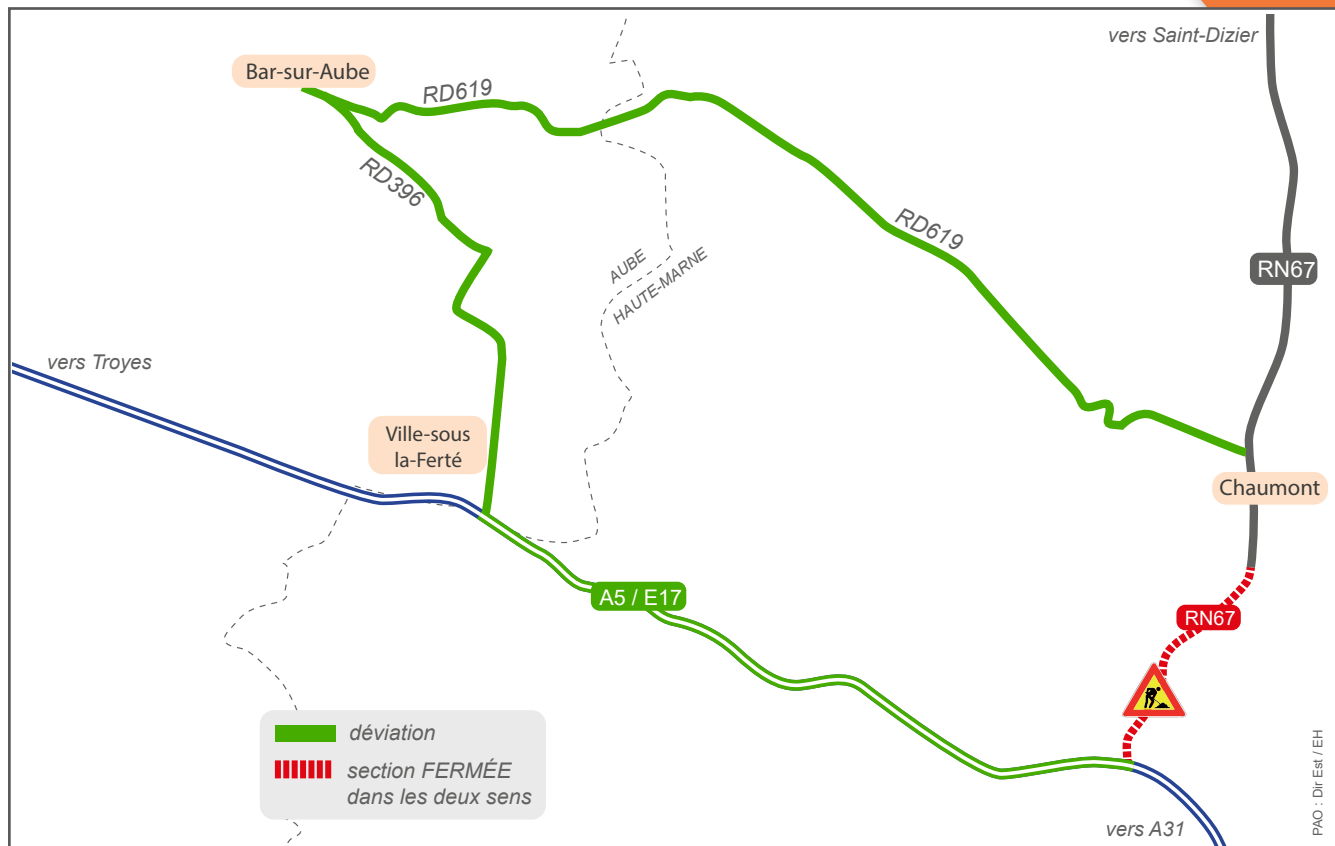 vers Saint-Dizier
Bar-sur-Aube
RD619
RD396
RD619
AUBE
HAUTE-MARNE
RN67
vers Troyes
Ville-sous
la-Ferté
Chaumont
A5 / E17
RN67
déviation
section FERMÉE
dans les deux sens
vers A31
PAO : Dir Est / EH